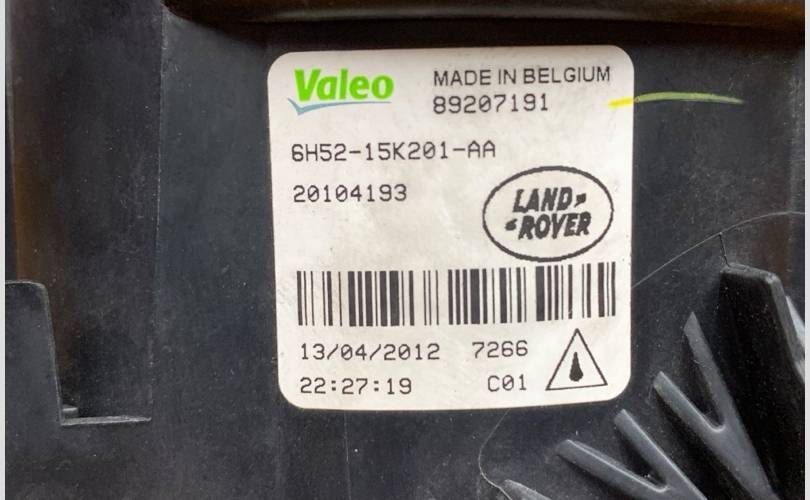 Valeo
MADE IN BELGIUM
89207191
6H52-15K201-AA
20104193
LAND
ROVER
13/04/2012 7266
22:27:19 C01